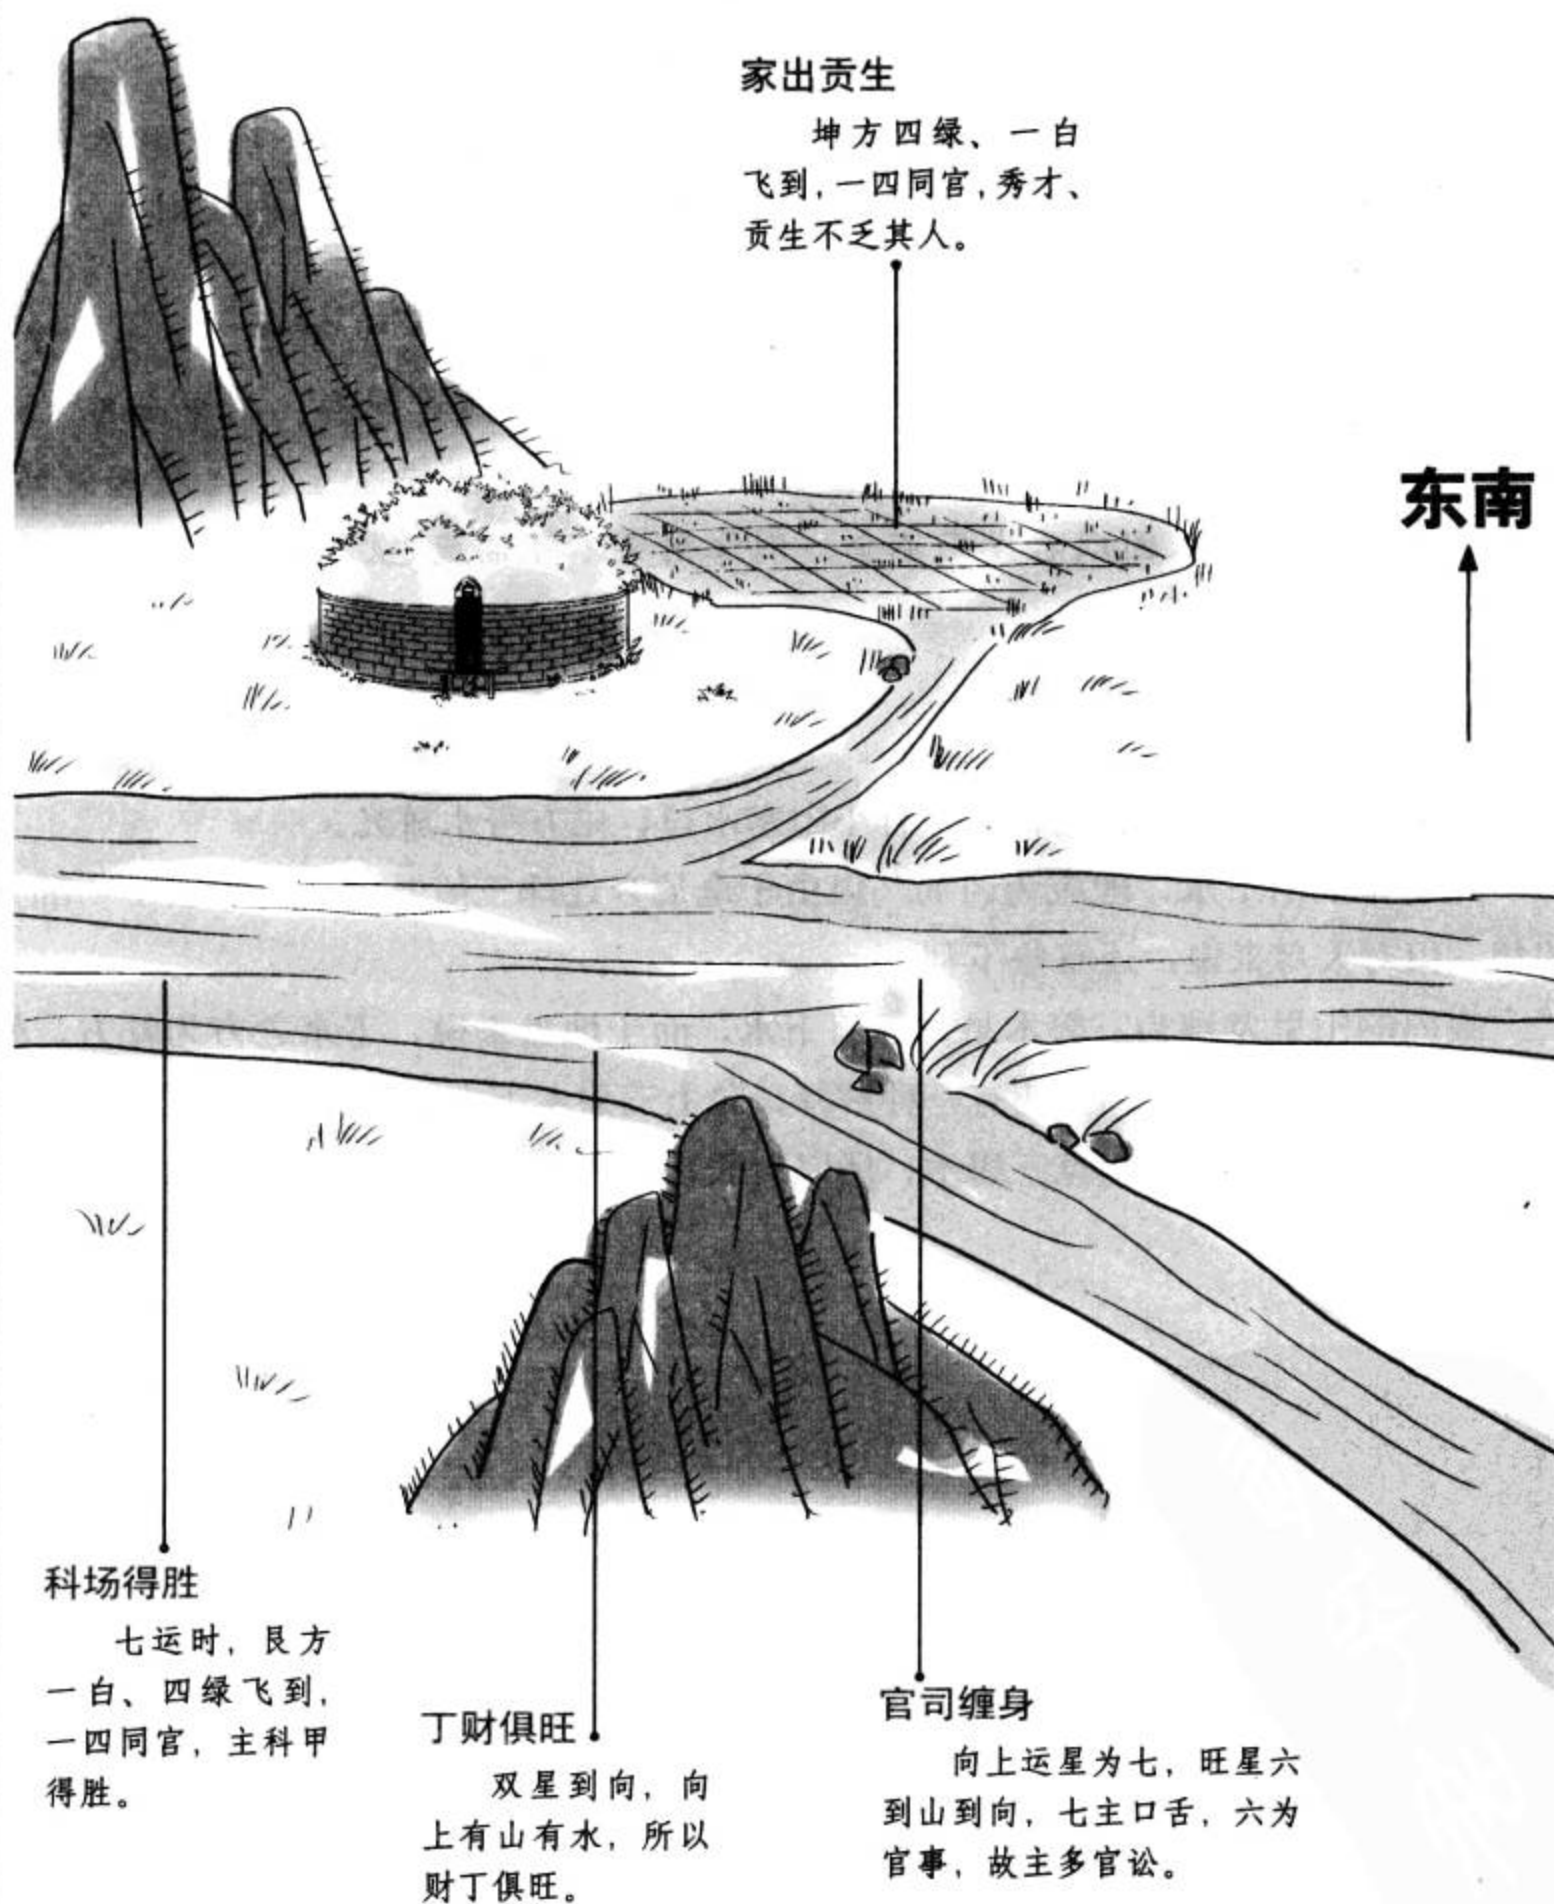 家出贡生
坤方四绿、一白
飞到，一四同官，秀才、
贡生不乏其人。
东南
科场得胜
七运时，艮方
一白、四绿飞到，
一四同官，主科甲
得胜。
丁财俱旺
双星到向，向
上有山有水，所以
财丁俱旺。
官司缠身
向上运星为七，旺星六
到山到向，七主口舌，六为
官事，故主多官讼。